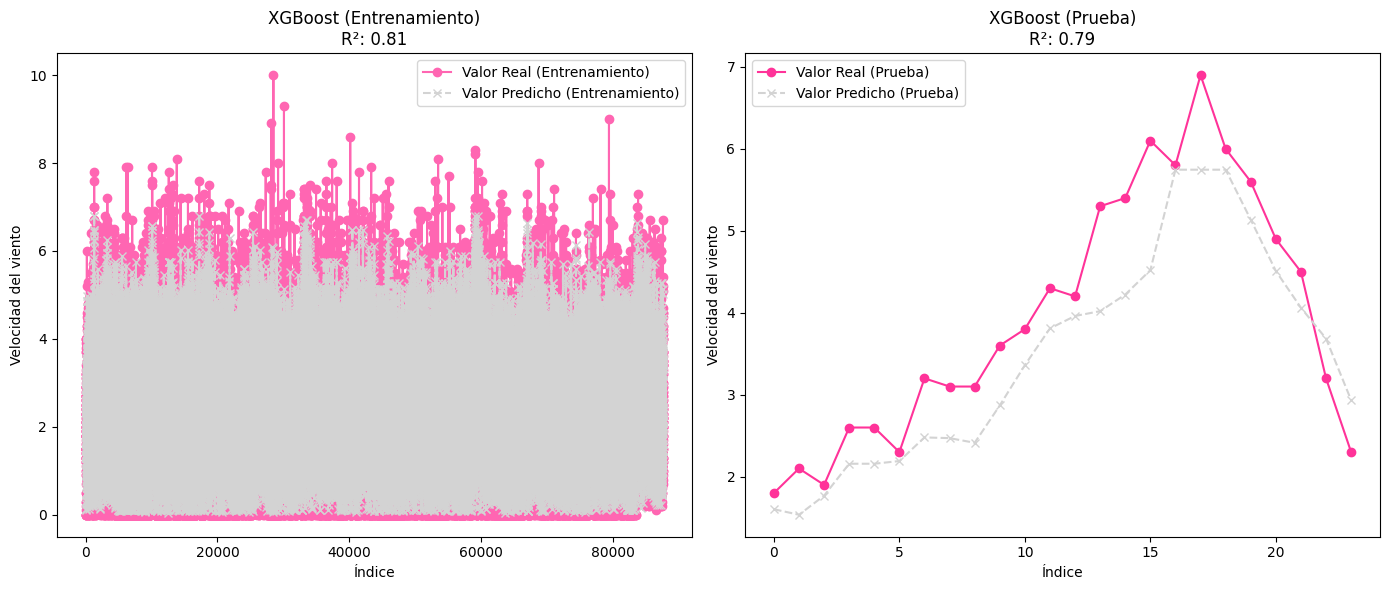 XGBoost (Entrenamiento)
R²: 0.81
Velocidad del viento
10
8
6
4
2
0
Valor Real (Entrenamiento)
Valor Predicho (Entrenamiento)
0
20000
40000
60000
80000
Índice
XGBoost (Prueba)
R²: 0.79
Velocidad del viento
7
6
5
4
3
2
Valor Real (Prueba)
Valor Predicho (Prueba)
0
5
10
15
20
Índice